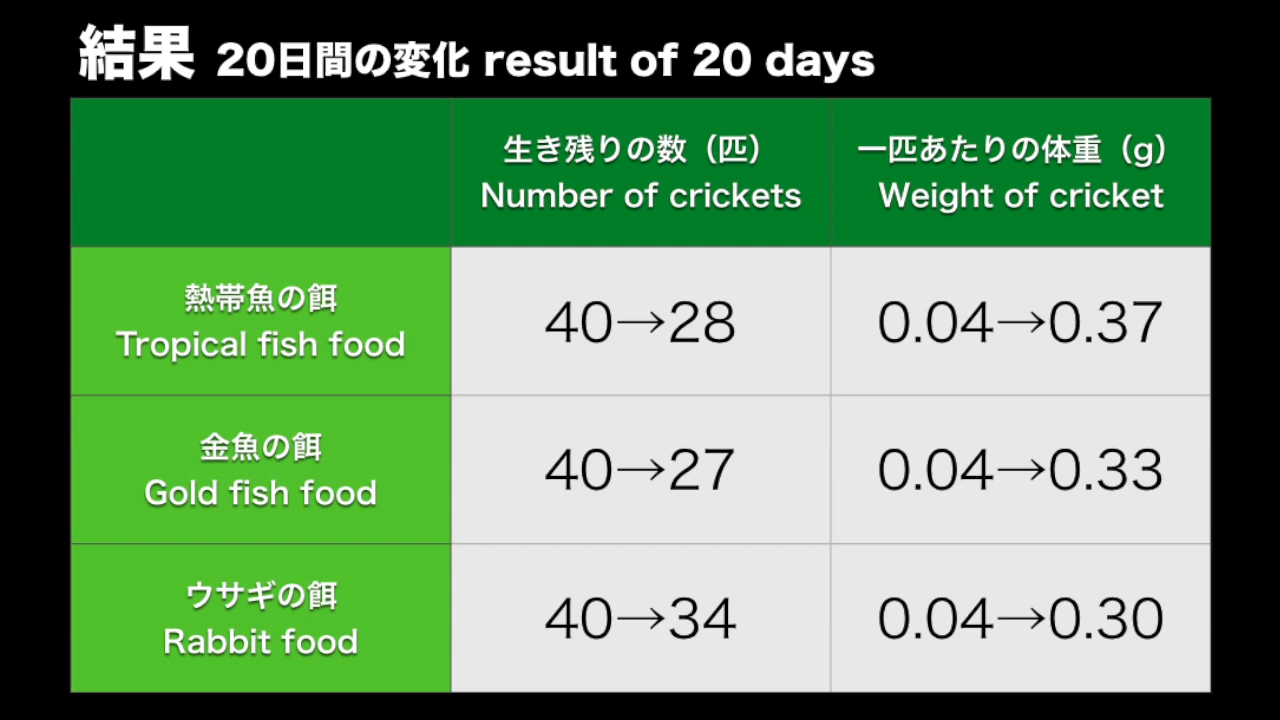 結果 20日間の変化 result of 20 days
生き残りの数（匹）
Number of crickets
一匹あたりの体重（g）
Weight of cricket
熱帯魚の餌
Tropical fish food
40→28
0.04→0.37
金魚の餌
Gold fish food
40→27
0.04→0.33
ウサギの餌
Rabbit food
40→34
0.04→0.30